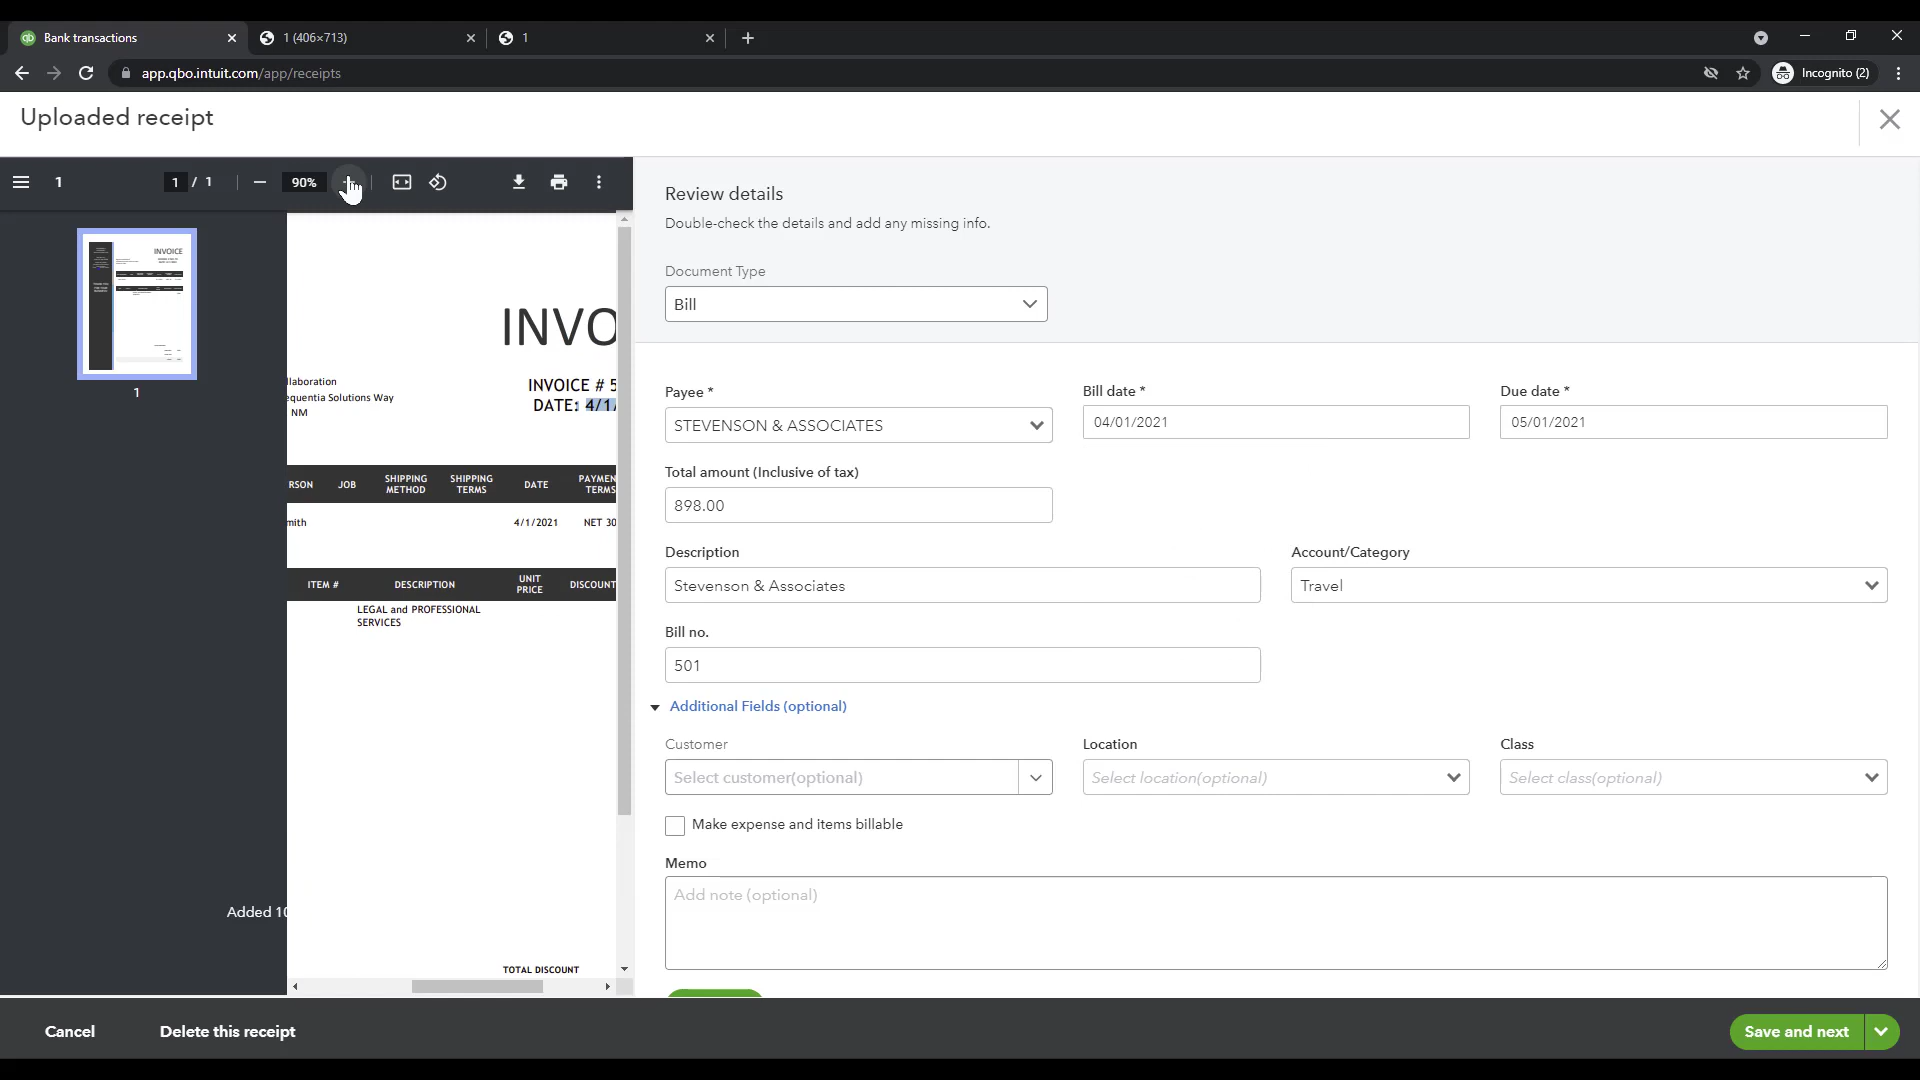 Bank transactions
1 (406×713)
1
app.qbo.intuit.com/app/receipts
Incognito (2)
Uploaded receipt
1
1 / 1
90%
INVOICE
1
INVO
llaboration
equentia Solutions Way
NM
INVOICE # 5
DATE: 4/1/
RSON JOB SHIPPING METHOD SHIPPING TERMS DATE PAYMEN TERMS
mith 4/1/2021 NET 30
ITEM # DESCRIPTION UNIT PRICE DISCOUNT
LEGAL and PROFESSIONAL
SERVICES
Added 10
TOTAL DISCOUNT
Review details
Double-check the details and add any missing info.
Document Type
Bill
Payee * Bill date * Due date *
STEVENSON & ASSOCIATES 04/01/2021 05/01/2021
Total amount (Inclusive of tax)
898.00
Description Account/Category
Stevenson & Associates Travel
Bill no.
501
Additional Fields (optional)
Customer Location Class
Select customer(optional) Select location(optional) Select class(optional)
Make expense and items billable
Memo
Add note (optional)
Cancel Delete this receipt Save and next